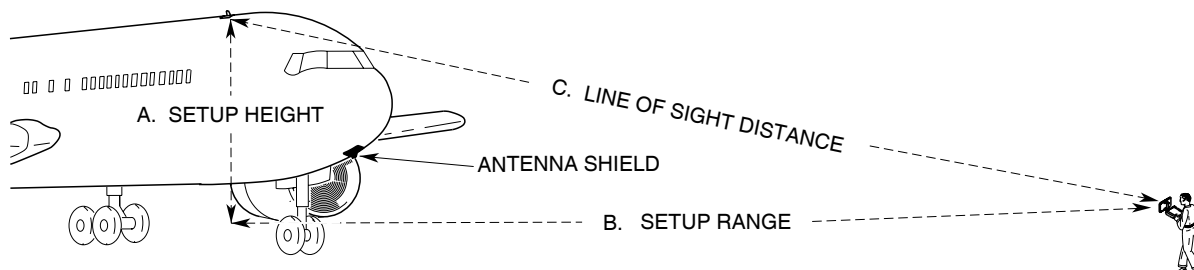 C. LINE OF SIGHT DISTANCE
A. SETUP HEIGHT
ANTENNA SHIELD
B. SETUP RANGE